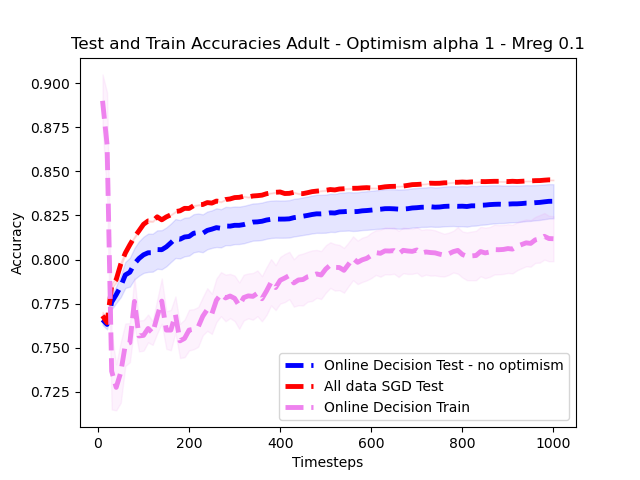 Test and Train Accuracies Adult - Optimism alpha 1 - Mreg 0.1
0.900
0.875
0.850
0.825
0.800
0.775
0.750
0.725
Accuracy
Online Decision Test - no optimism
All data SGD Test
Online Decision Train
0 200 400 600 800 1000
Timesteps